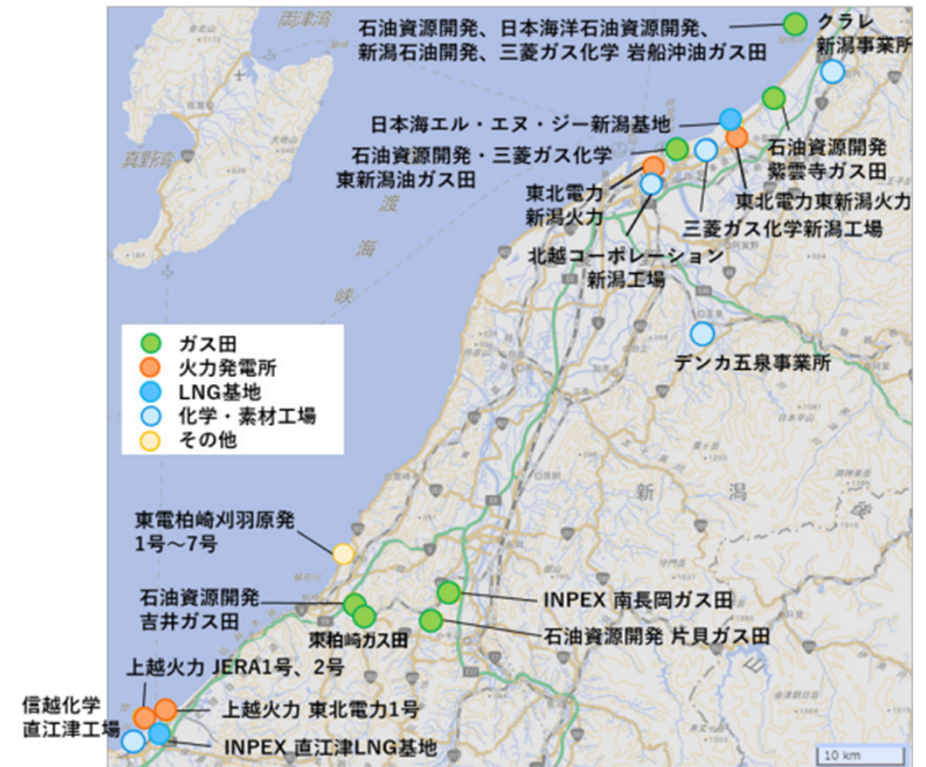 両津湾
石油資源開発、日本海洋石油資源開発、
新潟石油開発、三菱ガス化学 岩船沖油ガス田
クラレ
新潟事業所
日本海エル・エヌ・ジー新潟基地
石油資源開発・三菱ガス化学
東新潟油ガス田
石油資源開発
紫雲寺ガス田
真野湾
東北電力
新潟火力
東北電力東新潟火力
三菱ガス化学新潟工場
渡
海
峡
北越コーポレーション
新潟工場
デンカ五泉事業所
ガス田
火力発電所
LNG基地
化学・素材工場
その他
新
潟
東電柏崎刈羽原発
1号～7号
石油資源開発
吉井ガス田
東柏崎ガス田
INPEX 南長岡ガス田
石油資源開発 片貝ガス田
上越火力 JERA1号、2号
信越化学
直江津工場
上越火力 東北電力1号
INPEX 直江津LNG基地
10 km